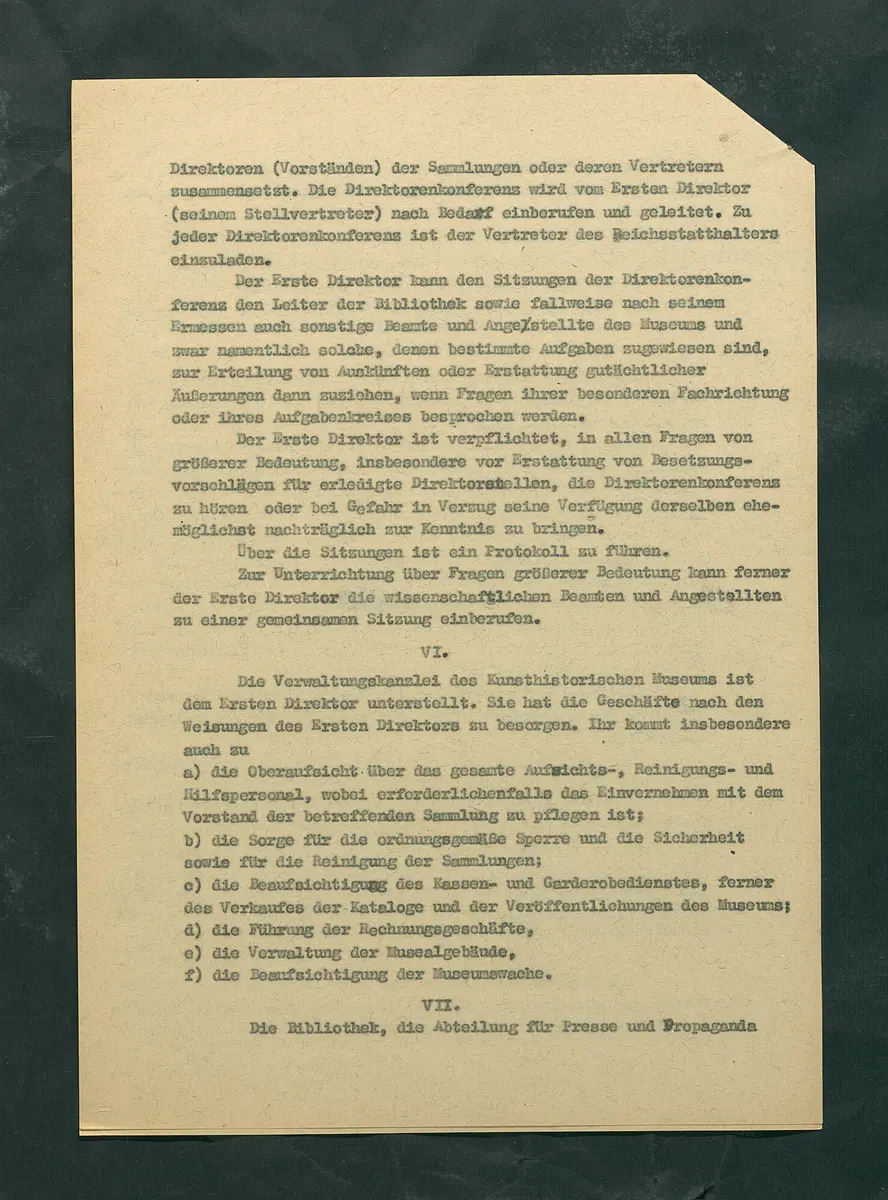 Direktoren (Vorständen) der Sammlungen oder deren Vertretern
zusammensetzt. Die Direktorenkonferenz wird vom Ersten Direktor
(seinem Stellvertreter) nach Bedarf einberufen und geleitet. Zu
jeder Direktorenkonferenz ist der Vertreter des Reichsstatthalters
einzuladen.
Der Erste Direktor kann den Sitzungen der Direktorenkon-
ferenz den Leiter der Bibliothek sowie fallweise nach seinem
Ermessen auch sonstige Beamte und Angestellte des Museums und
zwar namentlich solche, denen bestimmte Aufgaben zugewiesen sind,
zur Erteilung von Auskünften oder Erstattung gutächtlicher
Äußerungen dann zuziehen, wenn Fragen ihrer besonderen Fachrichtung
oder ihres Aufgabenkreises besprochen werden.
Der Erste Direktor ist verpflichtet, in allen Fragen von
größerer Bedeutung, insbesondere vor Erstattung von Besetzungs-
vorschlägen für erledigte Direktorstellen, die Direktorenkonferenz
zu hören oder bei Gefahr in Verzug seine Verfügung derselben ehe-
möglichst nachträglich zur Kenntnis zu bringen.
Über die Sitzungen ist ein Protokoll zu führen.
Zur Unterrichtung über Fragen größerer Bedeutung kann ferner
der Erste Direktor die wissenschaftlichen Beamten und Angestellten
zu einer gemeinsamen Sitzung einberufen.
VI.
Die Verwaltungskanzlei des Kunsthistorischen Museums ist
dem Ersten Direktor unterstellt. Sie hat die Geschäfte nach den
Weisungen des Ersten Direktors zu besorgen. Ihr kommt insbesondere
auch zu
a) die Oberaufsicht über das gesamte Aufsichts-, Reinigungs- und
Hilfspersonal, wobei erforderlichenfalls das Einvernehmen mit dem
Vorstand der betreffenden Sammlung zu pflegen ist;
b) die Sorge für die ordnungsgemäße Sperre und die Sicherheit
sowie für die Reinigung der Sammlungen;
c) die Beaufsichtigung des Kassen- und Garderobedienstes, ferner
des Verkaufes der Kataloge und der Veröffentlichungen des Museums;
d) die Führung der Rechnungsgeschäfte,
e) die Verwaltung der Musealgebäude,
f) die Beaufsichtigung der Museumswache.
VII.
Die Bibliothek, die Abteilung für Presse und Propaganda